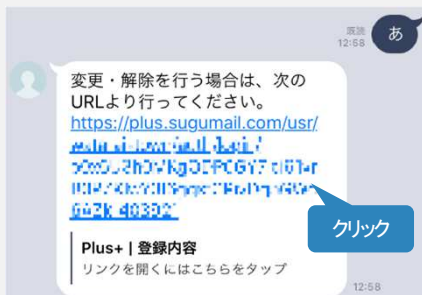 既読
12:58
あ
変更・解除を行う場合は、次の
URLより行ってください。
https://plus.sugumail.com/usr/
クリック
Plus+ | 登録内容
リンクを開くにはこちらをタップ
12:58